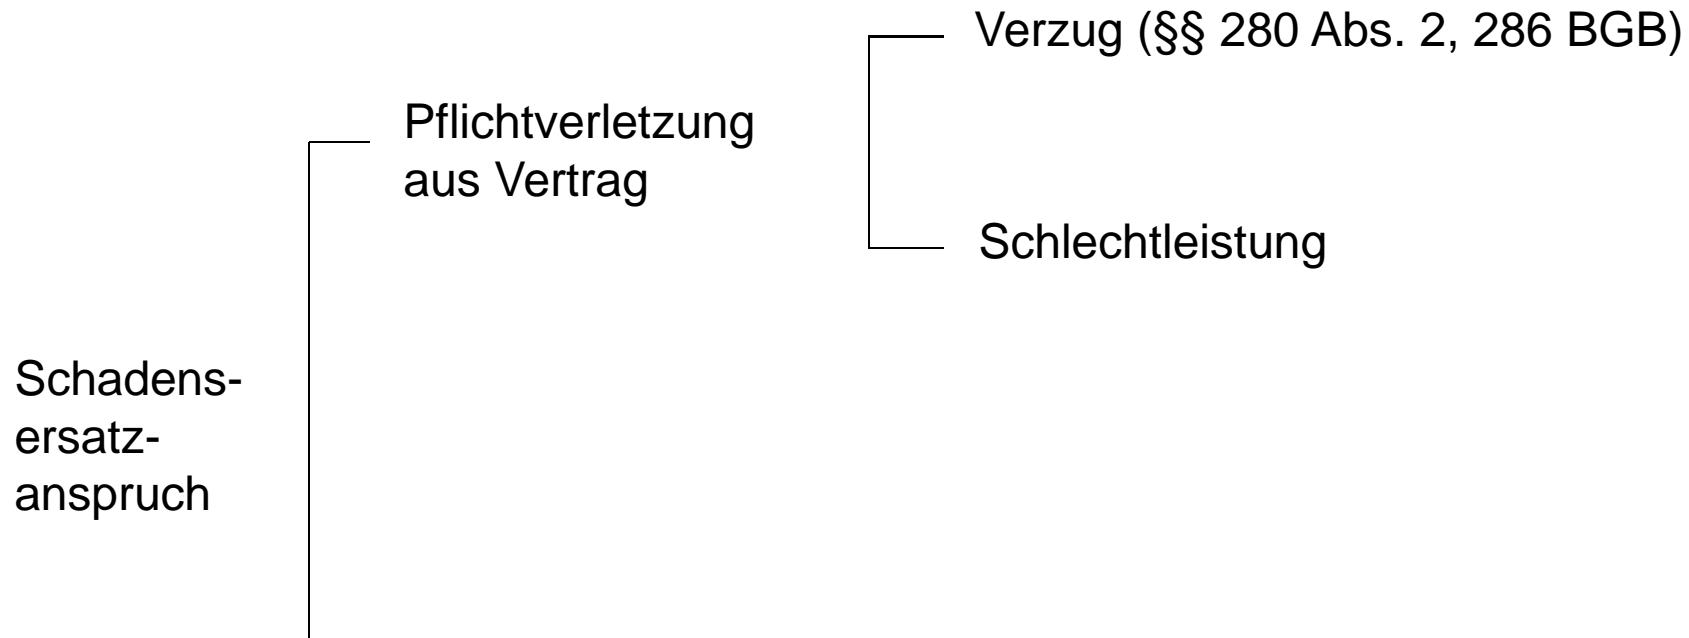 Verzug (§§ 280 Abs. 2, 286 BGB)
Pflichtverletzung
aus Vertrag
Schlechtleistung
Schadens-
ersatz-
anspruch